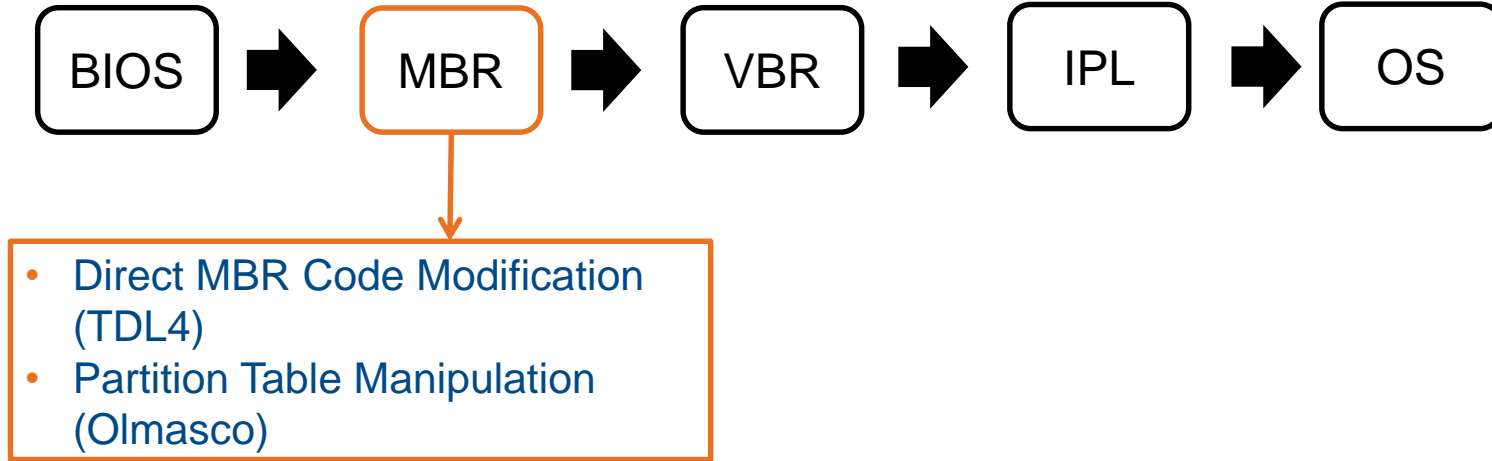 BIOS MBR VBR IPL OS
• Direct MBR Code Modification
(TDL4)
• Partition Table Manipulation
(Olmasco)